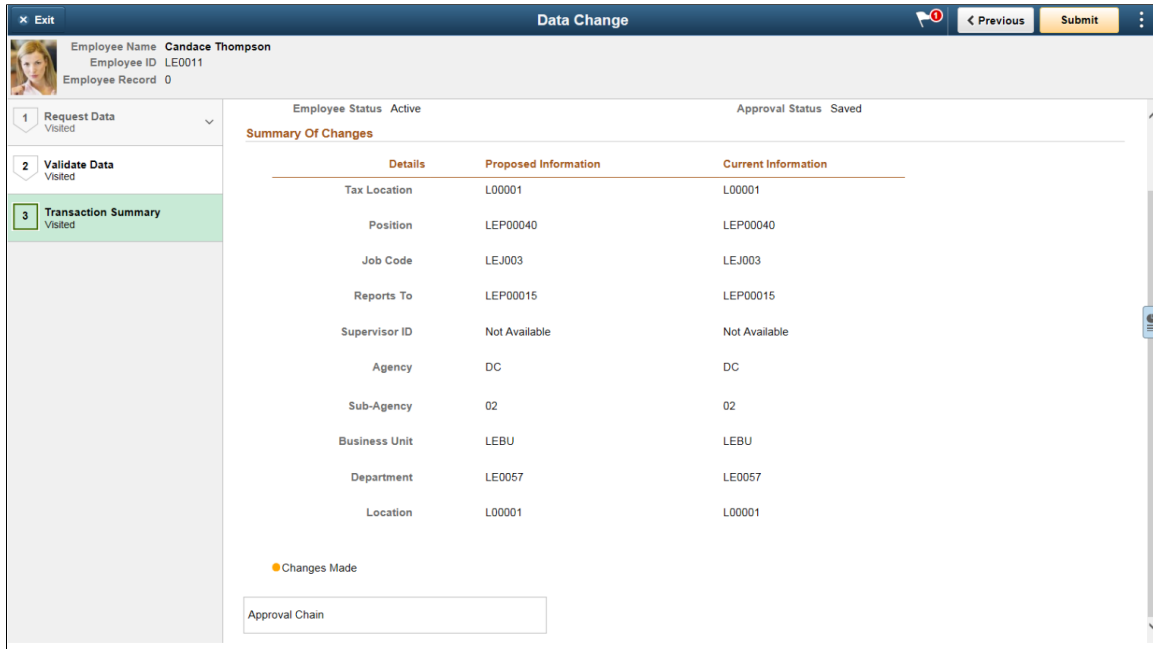 × Exit
Data Change
1
Previous
Submit
Employee Name Candace Thompson
Employee ID LE0011
Employee Record 0
1 Request Data
Visited
2 Validate Data
Visited
3 Transaction Summary
Visited
Employee Status Active Approval Status Saved
Summary Of Changes
Details Proposed Information Current Information
Tax Location L00001 L00001
Position LEP00040 LEP00040
Job Code LEJ003 LEJ003
Reports To LEP00015 LEP00015
Supervisor ID Not Available Not Available
Agency DC DC
Sub-Agency 02 02
Business Unit LEBU LEBU
Department LE0057 LE0057
Location L00001 L00001
Changes Made
Approval Chain